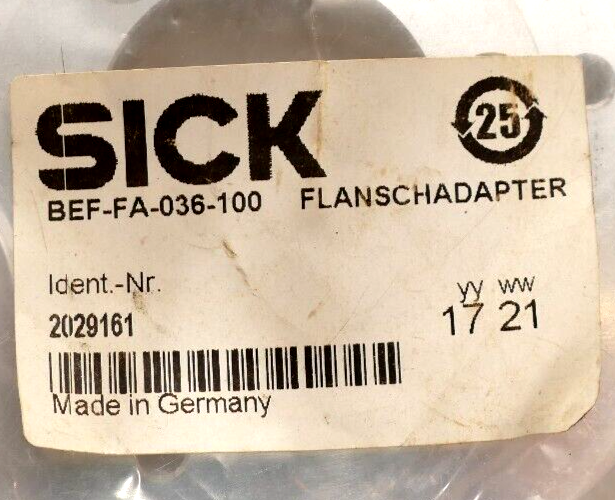 SICK
25
BEF-FA-036-100 FLANSCHADAPTER
Ident.-Nr.
yy ww
2029161
17 21
Made in Germany